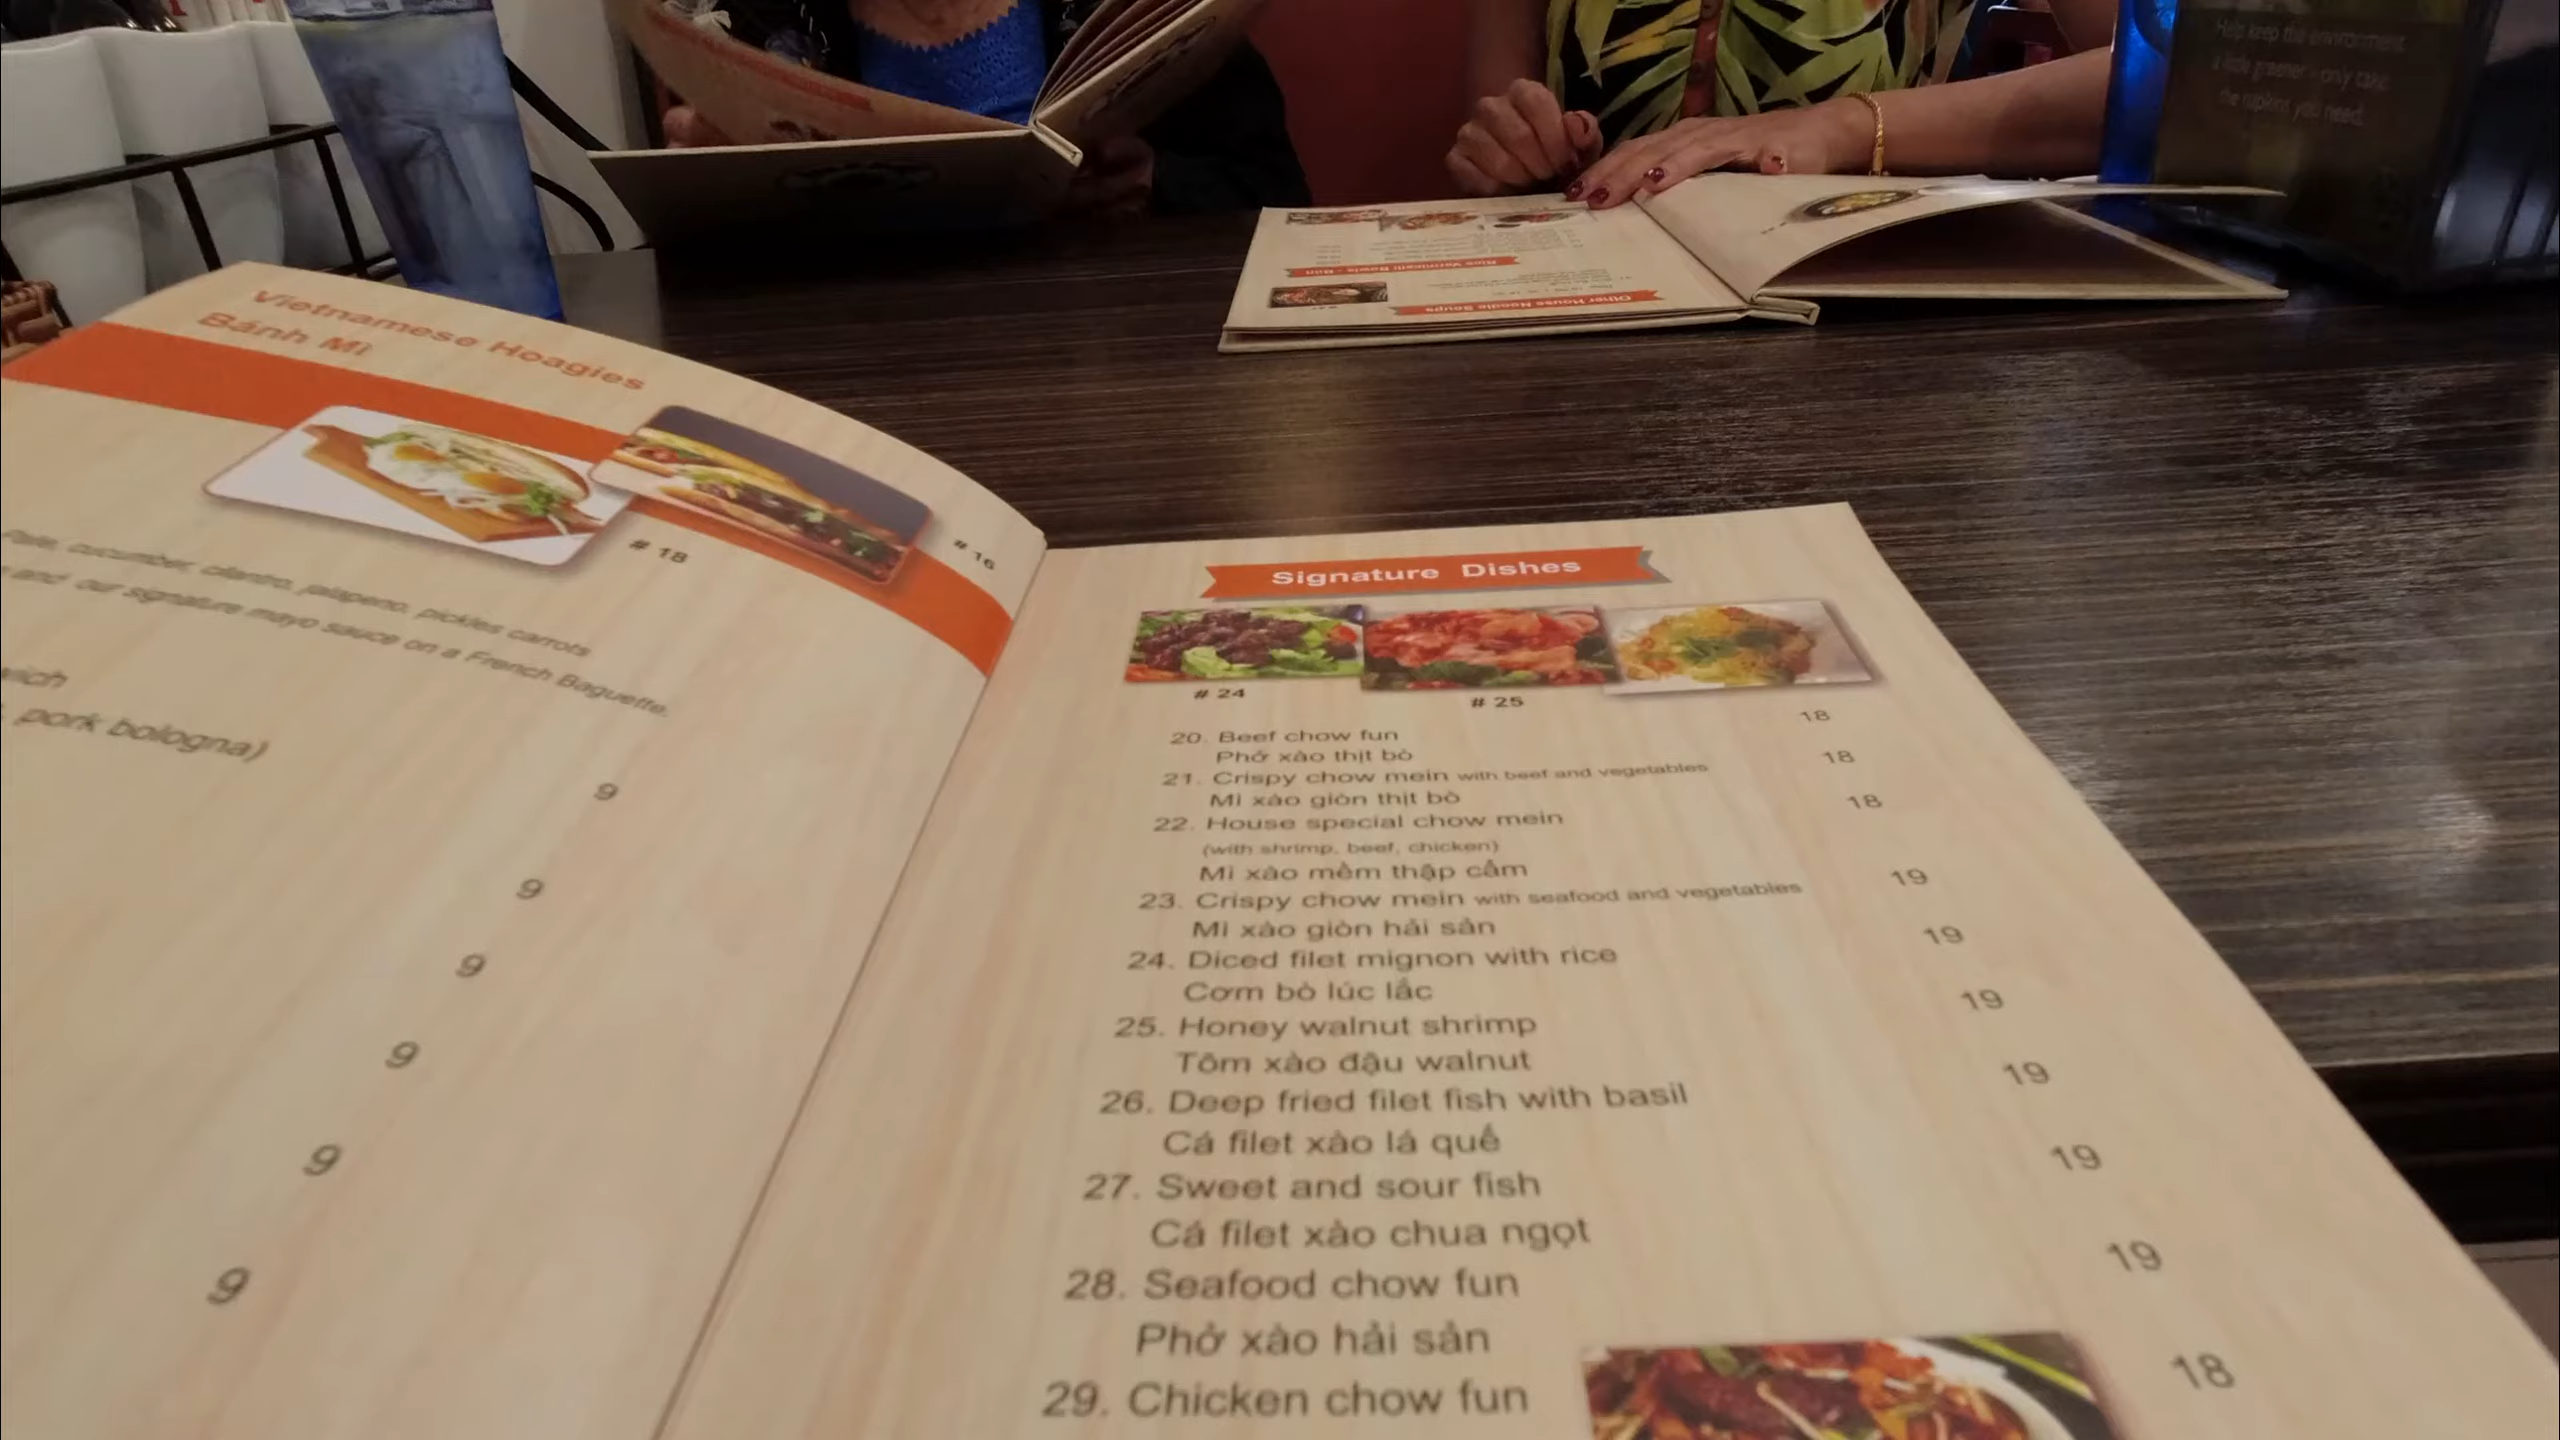 Help keep the environment
a little greener - only take
the napkins you need.
Rice Vermicelli Bowls - Bún
Other House Noodle Soups
Vietnamese Hoagies
Bánh Mì
# 18
# 16
cucumber, cilantro, jalapeno, pickles carrots
and our signature mayo sauce on a French Baguette.
pork bologna)
9
9
9
9
9
9
Signature Dishes
# 24
# 25
20. Beef chow fun 18
Phở xào thịt bò
21. Crispy chow mein with beef and vegetables 18
Mì xào giòn thịt bò
22. House special chow mein 18
(with shrimp, beef, chicken)
Mì xào mềm thập cẩm
23. Crispy chow mein with seafood and vegetables 19
Mì xào giòn hải sản
24. Diced filet mignon with rice 19
Cơm bò lúc lắc
25. Honey walnut shrimp 19
Tôm xào đậu walnut
26. Deep fried filet fish with basil 19
Cá filet xào lá quế
27. Sweet and sour fish 19
Cá filet xào chua ngọt
28. Seafood chow fun 19
Phở xào hải sản
29. Chicken chow fun 18